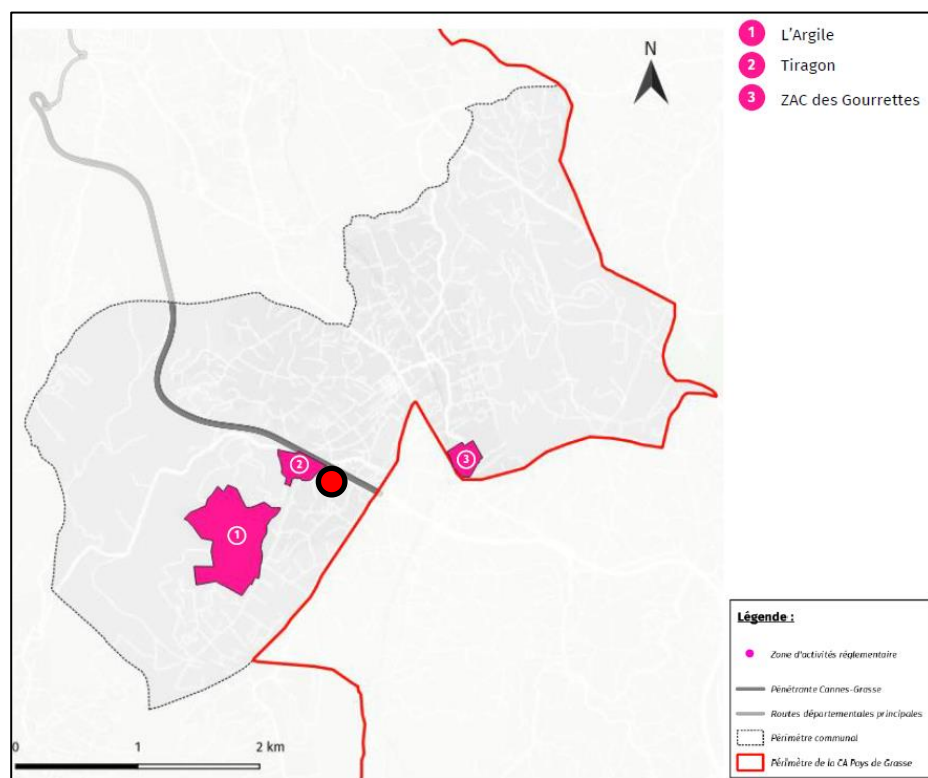 1 L'Argile
2 Tiragon
3 ZAC des Gourrettes
N
2
3
1
Légende :
Zone d'activités réglementaire
Pénétrante Cannes-Grasse
Routes départementales principales
Périmètre communal
Périmètre de la CA Pays de Grasse
0 1 2 km